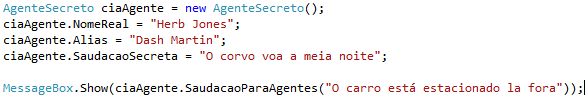 AgenteSecreto ciaAgente = new AgenteSecreto();
ciaAgente.NomeReal = "Herb Jones";
ciaAgente.Alias = "Dash Martin";
ciaAgente.SaudacaoSecreta = "O corvo voa a meia noite";
MessageBox.Show(ciaAgente.SaudacaoParaAgentes("O carro está estacionado la fora"));